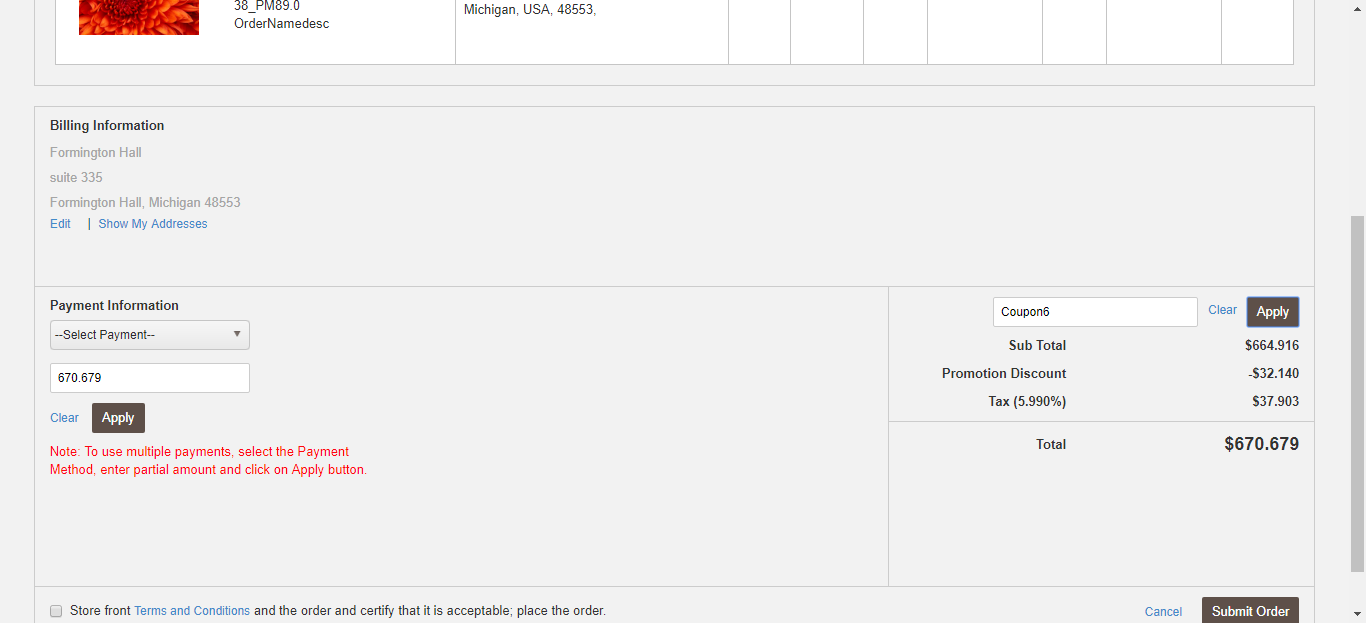 38_PM89.0
OrderNamedesc
Michigan, USA, 48553,
Billing Information
Formington Hall
suite 335
Formington Hall, Michigan 48553
Edit | Show My Addresses
Payment Information
--Select Payment--
670.679
Clear Apply
Note: To use multiple payments, select the Payment
Method, enter partial amount and click on Apply button.
Coupon6 Clear Apply
Sub Total $664.916
Promotion Discount -$32.140
Tax (5.990%) $37.903
Total $670.679
Store front Terms and Conditions and the order and certify that it is acceptable; place the order.
Cancel Submit Order